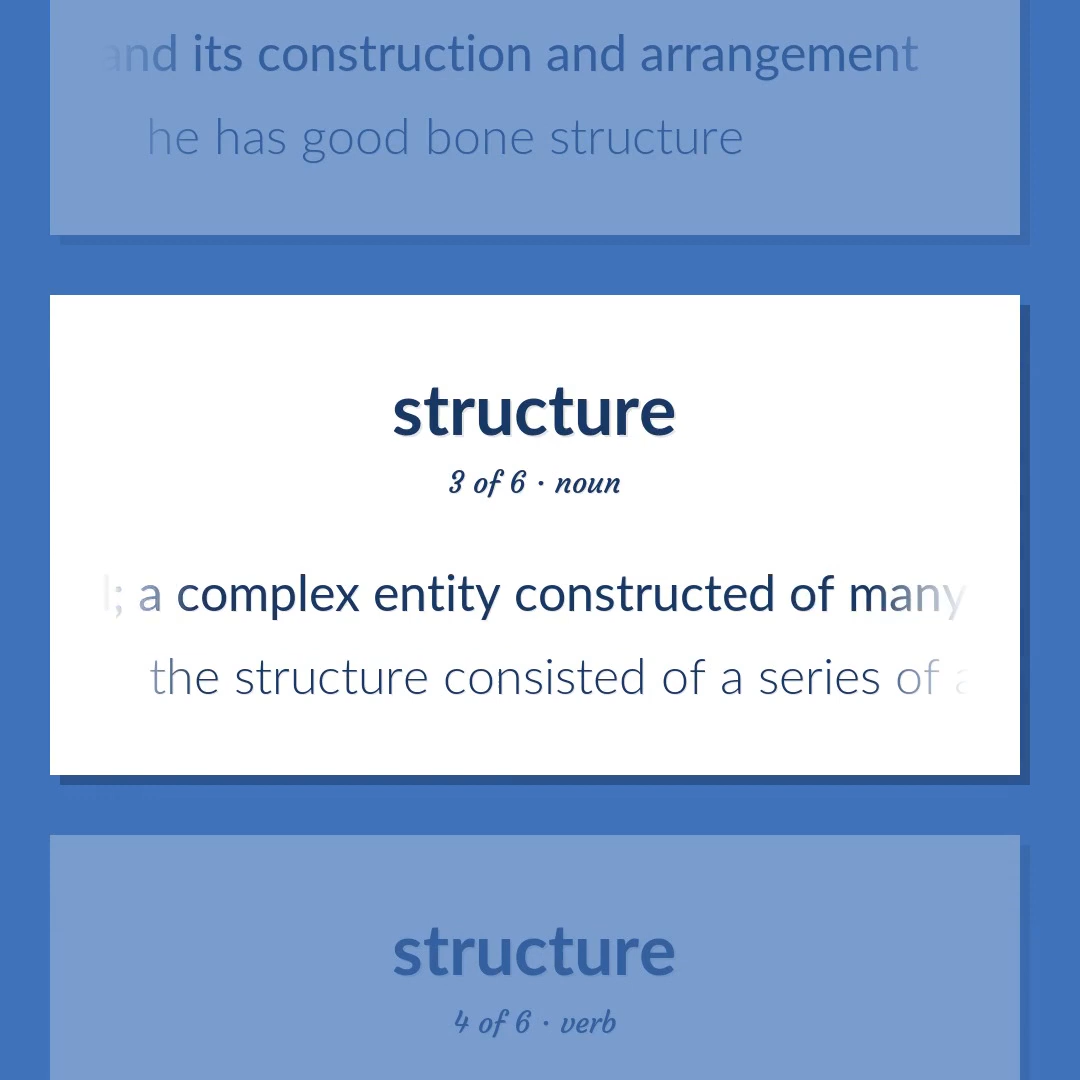 and its construction and arrangement
he has good bone structure
structure
3 of 6 · noun
; a complex entity constructed of many
the structure consisted of a series of
structure
4 of 6 · verb